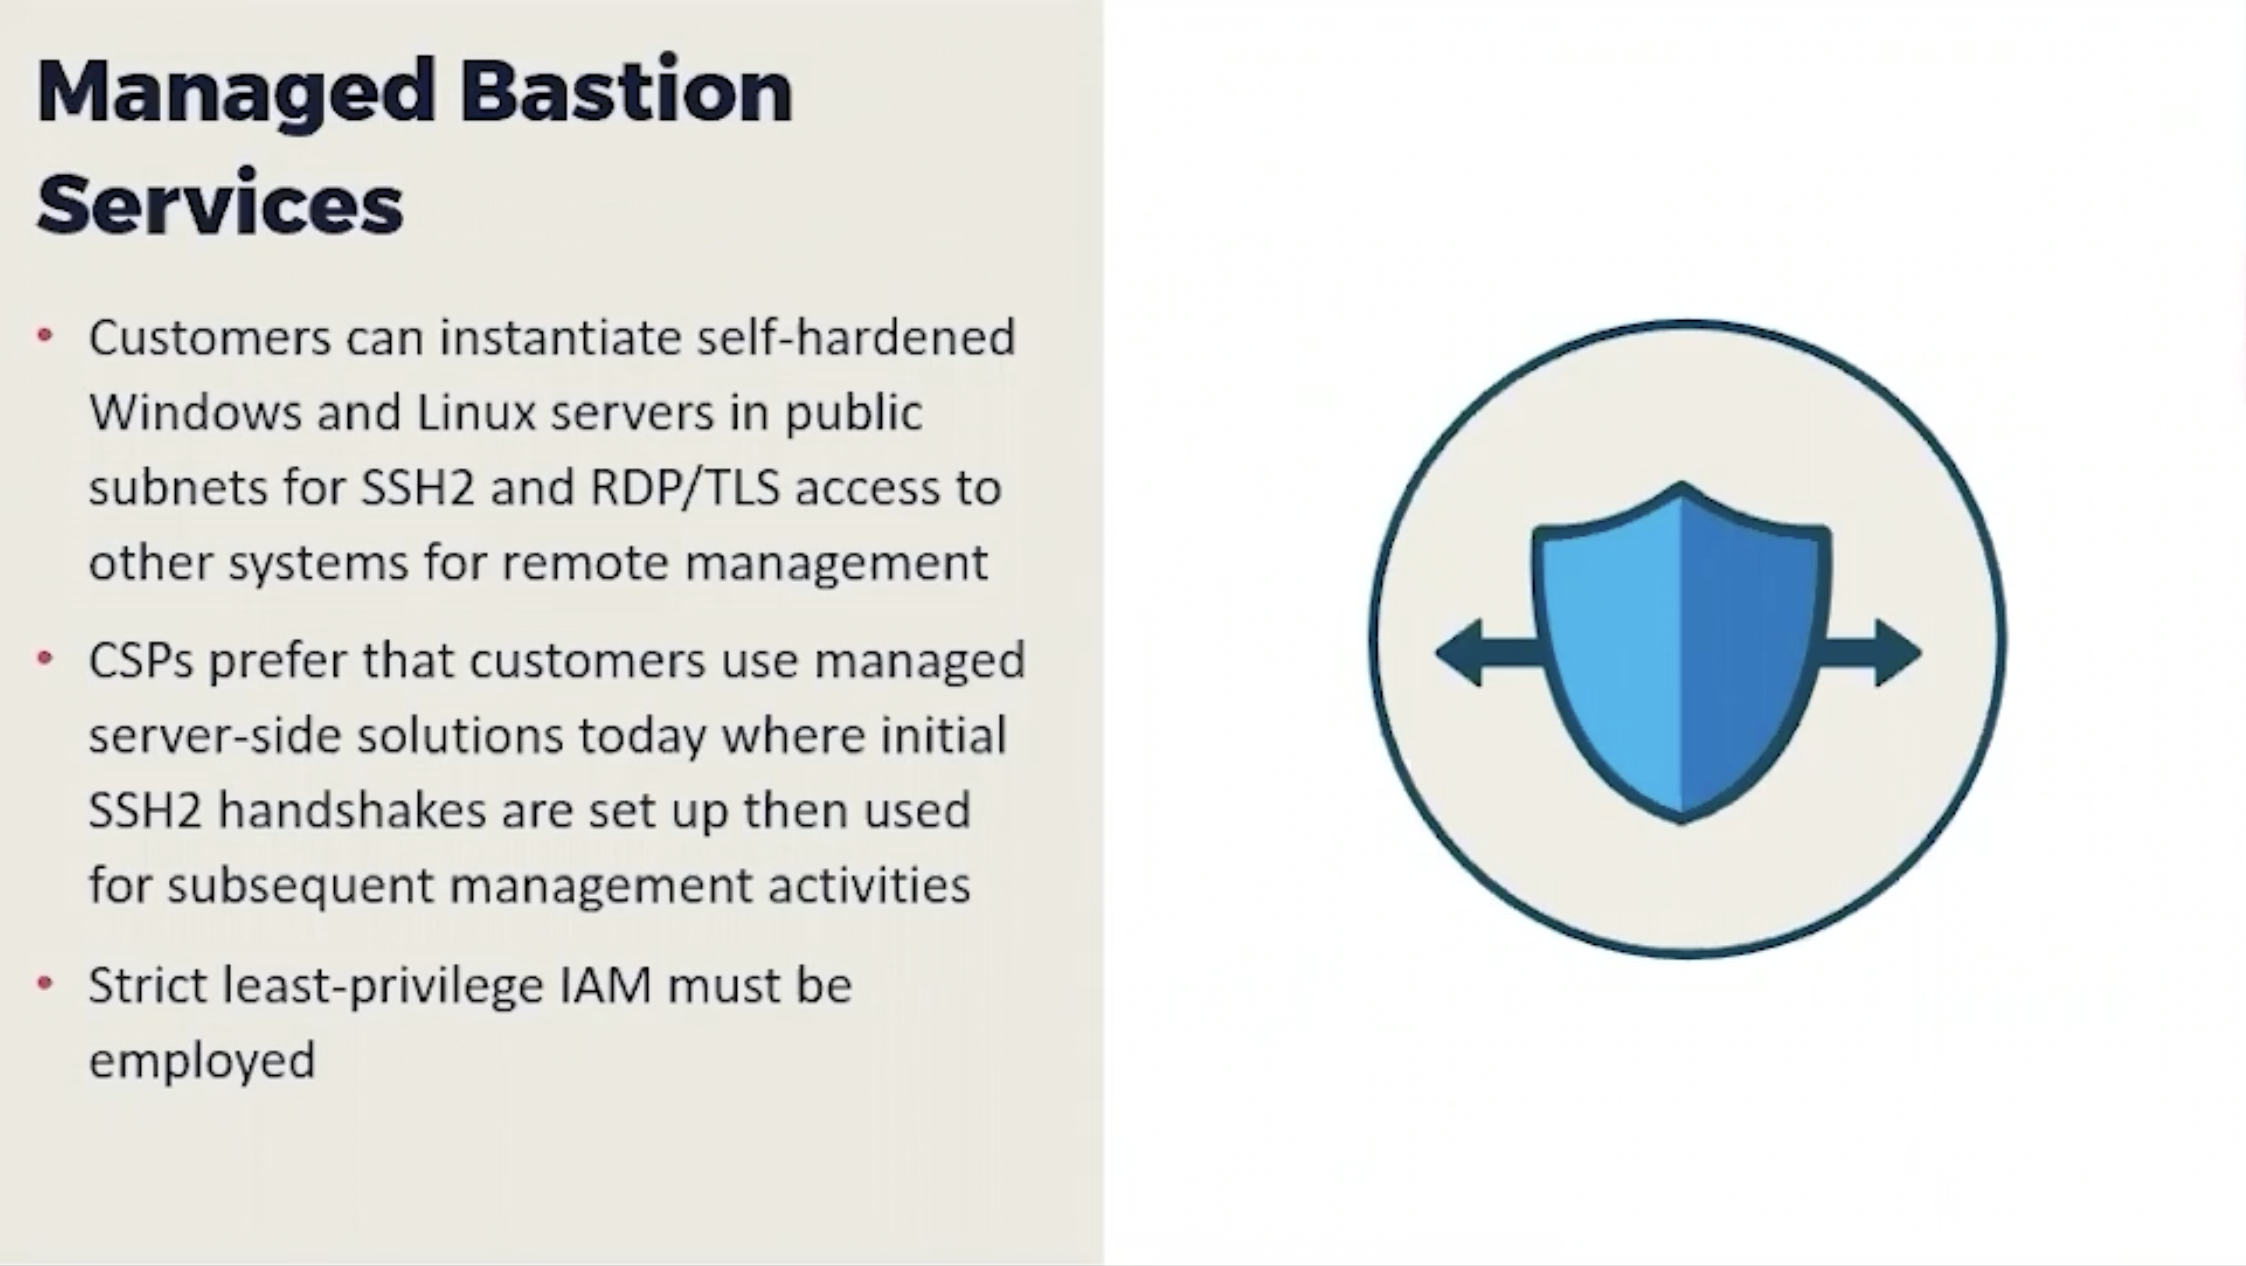 Managed Bastion
Services
• Customers can instantiate self-hardened
Windows and Linux servers in public
subnets for SSH2 and RDP/TLS access to
other systems for remote management
• CSPs prefer that customers use managed
server-side solutions today where initial
SSH2 handshakes are set up then used
for subsequent management activities
• Strict least-privilege IAM must be
employed